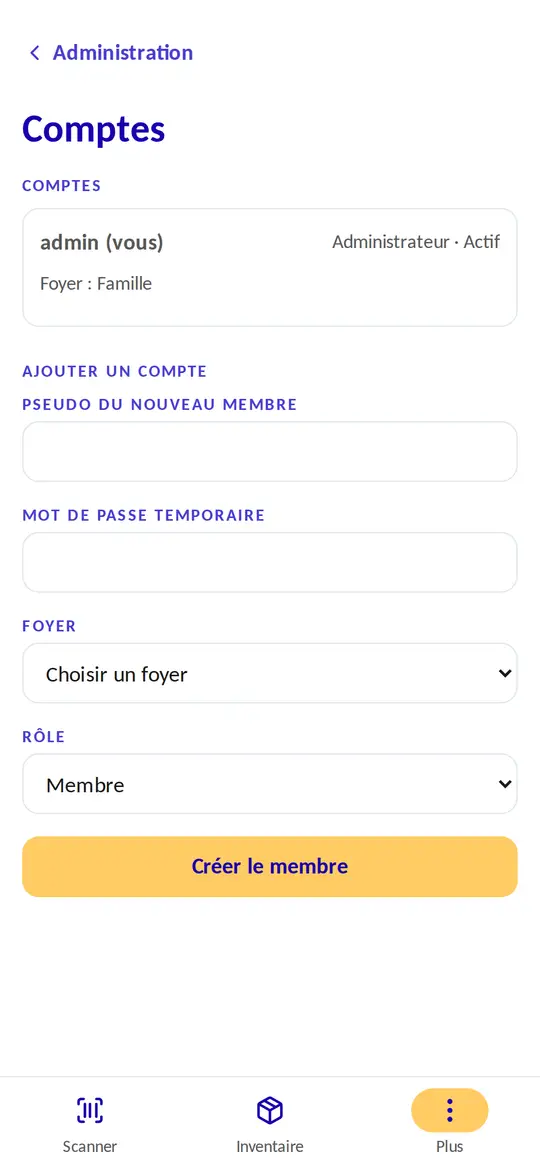 Administration
Comptes
COMPTES
admin (vous) Administrateur · Actif
Foyer : Famille
AJOUTER UN COMPTE
PSEUDO DU NOUVEAU MEMBRE
MOT DE PASSE TEMPORAIRE
FOYER
Choisir un foyer
RÔLE
Membre
Créer le membre
Scanner Inventaire Plus